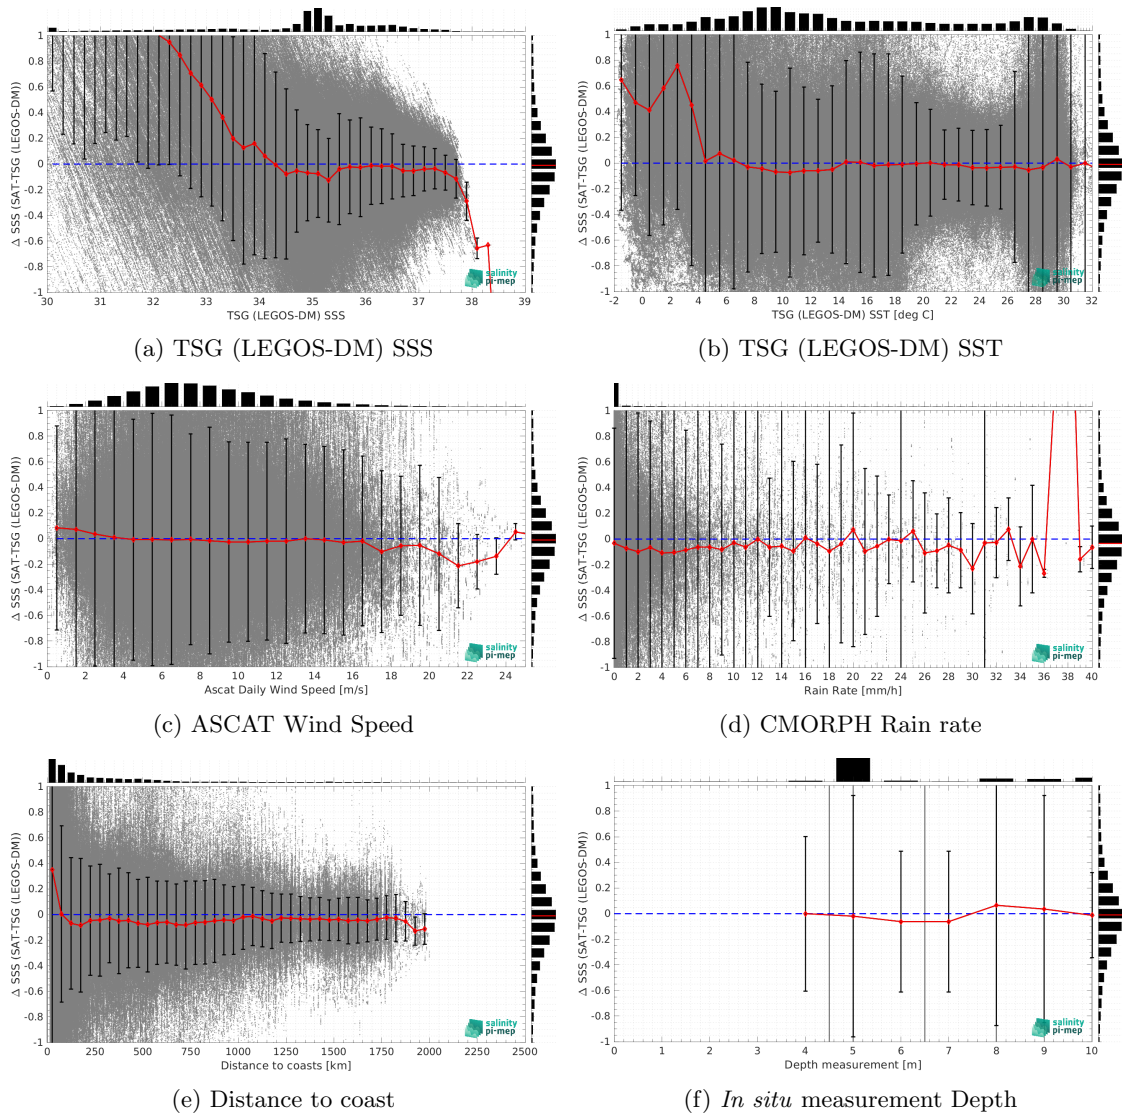 Δ SSS (SAT-TSG (LEGOS-DM))
1
0.8
0.6
0.4
0.2
0
-0.2
-0.4
-0.6
-0.8
-1
30 31 32 33 34 35 36 37 38 39
TSG (LEGOS-DM) SSS
salinity
pi-mep
(a) TSG (LEGOS-DM) SSS
Δ SSS (SAT-TSG (LEGOS-DM))
1
0.8
0.6
0.4
0.2
0
-0.2
-0.4
-0.6
-0.8
-1
-2 0 2 4 6 8 10 12 14 16 18 20 22 24 26 28 30 32
TSG (LEGOS-DM) SST [deg C]
salinity
pi-mep
(b) TSG (LEGOS-DM) SST
Δ SSS (SAT-TSG (LEGOS-DM))
1
0.8
0.6
0.4
0.2
0
-0.2
-0.4
-0.6
-0.8
-1
0 2 4 6 8 10 12 14 16 18 20 22 24
Ascat Daily Wind Speed [m/s]
salinity
pi-mep
(c) ASCAT Wind Speed
Δ SSS (SAT-TSG (LEGOS-DM))
1
0.8
0.6
0.4
0.2
0
-0.2
-0.4
-0.6
-0.8
-1
0 2 4 6 8 10 12 14 16 18 20 22 24 26 28 30 32 34 36 38 40
Rain Rate [mm/h]
salinity
pi-mep
(d) CMORPH Rain rate
Δ SSS (SAT-TSG (LEGOS-DM))
1
0.8
0.6
0.4
0.2
0
-0.2
-0.4
-0.6
-0.8
-1
0 250 500 750 1000 1250 1500 1750 2000 2250 2500
Distance to coasts [km]
salinity
pi-mep
(e) Distance to coast
Δ SSS (SAT-TSG (LEGOS-DM))
1
0.8
0.6
0.4
0.2
0
-0.2
-0.4
-0.6
-0.8
-1
0 1 2 3 4 5 6 7 8 9 10
Depth measurement [m]
salinity
pi-mep
(f) In situ measurement Depth